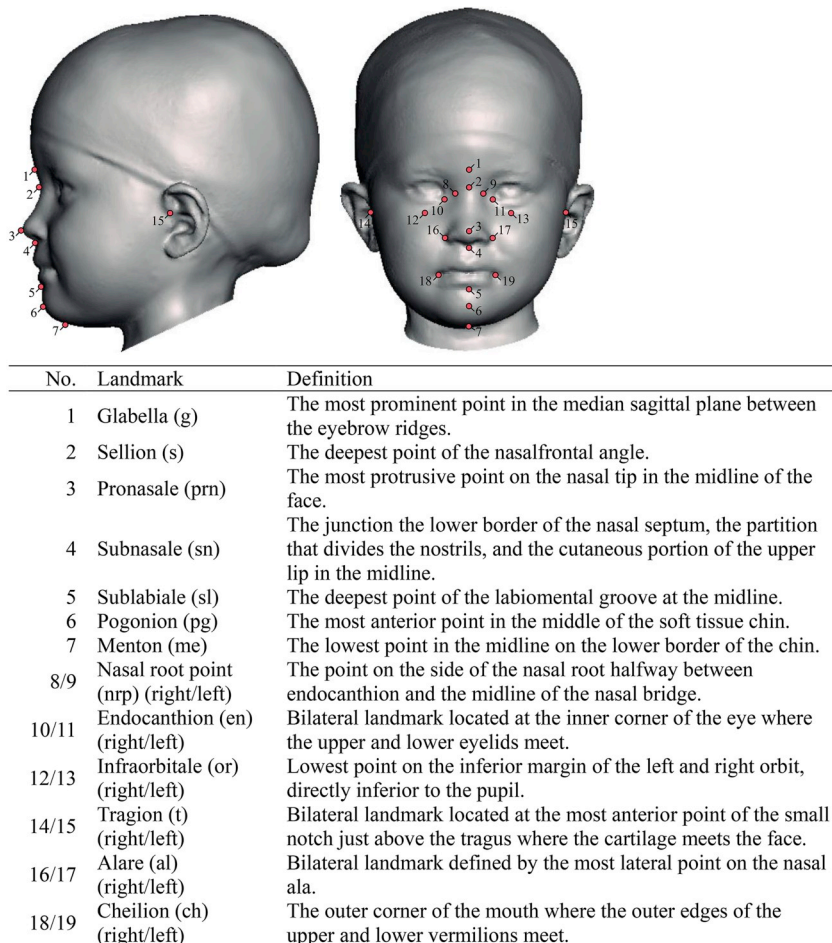 1
2
3
4
5
6
7
15
1
2
8
9
10
11
12
13
14
15
3
16
17
4
18
19
5
6
7
No. Landmark Definition
1 Glabella (g) The most prominent point in the median sagittal plane between
the eyebrow ridges.
2 Sellion (s) The deepest point of the nasalfrontal angle.
3 Pronasale (prn) The most protrusive point on the nasal tip in the midline of the
face.
The junction the lower border of the nasal septum, the partition
4 Subnasale (sn) that divides the nostrils, and the cutaneous portion of the upper
lip in the midline.
5 Sublabiale (sl) The deepest point of the labiomental groove at the midline.
6 Pogonion (pg) The most anterior point in the middle of the soft tissue chin.
7 Menton (me) The lowest point in the midline on the lower border of the chin.
8/9 Nasal root point The point on the side of the nasal root halfway between
(nrp) (right/left) endocanthion and the midline of the nasal bridge.
10/11 Endocanthion (en) Bilateral landmark located at the inner corner of the eye where
(right/left) the upper and lower eyelids meet.
12/13 Infraorbitale (or) Lowest point on the inferior margin of the left and right orbit,
(right/left) directly inferior to the pupil.
14/15 Tragion (t) Bilateral landmark located at the most anterior point of the small
(right/left) notch just above the tragus where the cartilage meets the face.
16/17 Alare (al) Bilateral landmark defined by the most lateral point on the nasal
(right/left) ala.
18/19 Cheilion (ch) The outer corner of the mouth where the outer edges of the
(right/left) upper and lower vermilions meet.